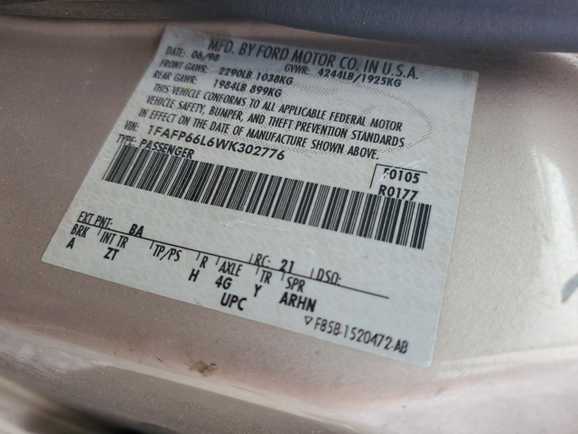 MFD. BY FORD MOTOR CO. IN U.S.A.
DATE: 06/98 GVWR: 4244LB/1925KG
FRONT GAWR: 2290LB 1038KG
REAR GAWR: 1984LB 899KG
THIS VEHICLE CONFORMS TO ALL APPLICABLE FEDERAL MOTOR
VEHICLE SAFETY, BUMPER, AND THEFT PREVENTION STANDARDS
IN EFFECT ON THE DATE OF MANUFACTURE SHOWN ABOVE.
VIN: 1FAFP66L6WK302776
TYPE: PASSENGER
F0105
R0177
EXT PNT: BA RC: 21 DSO:
BRK INT TR TP/PS R AXLE TR SPR
A ZT H 4G Y ARHN
UPC
▽ F85B-1520472-AB